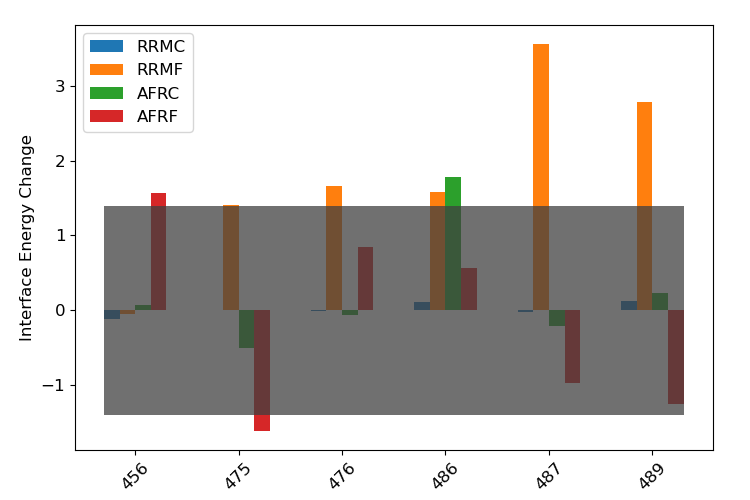 RRMC
RRMF
AFRC
AFRF
Interface Energy Change
3
2
1
0
−1
456
475
476
486
487
489